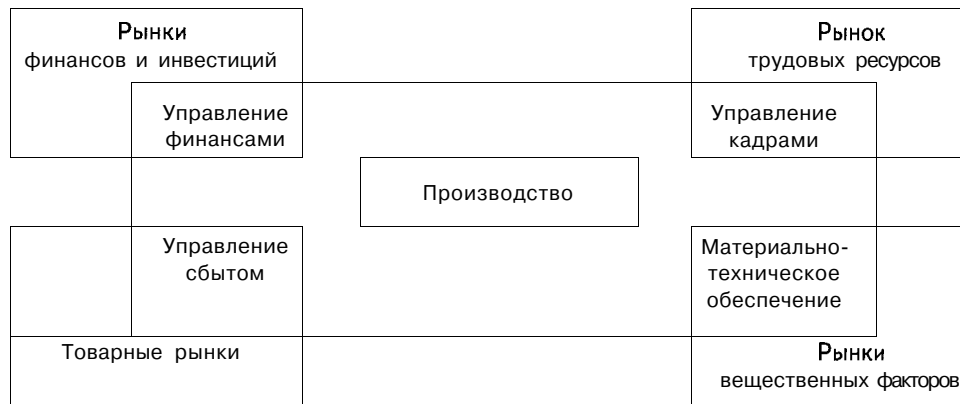 Рынки
финансов и инвестиций
Управление
финансами
Рынок
трудовых ресурсов
Управление
кадрами
Производство
Управление
сбытом
Товарные рынки
Материально-
техническое
обеспечение
Рынки
вещественных факторов